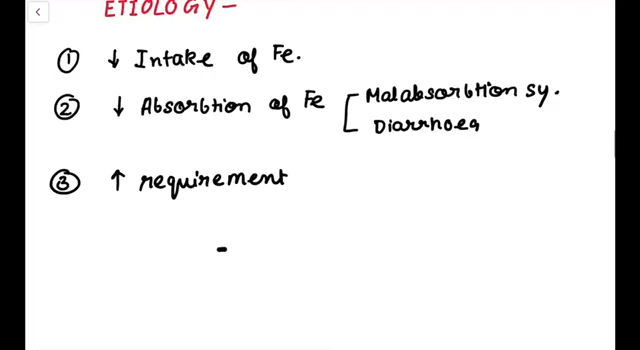 ETIOLOGY -
① ↓ Intake of Fe.
② ↓ Absorbtion of Fe [ Malabsorbtion sy.
Diarrhoea
③ ↑ requirement
-